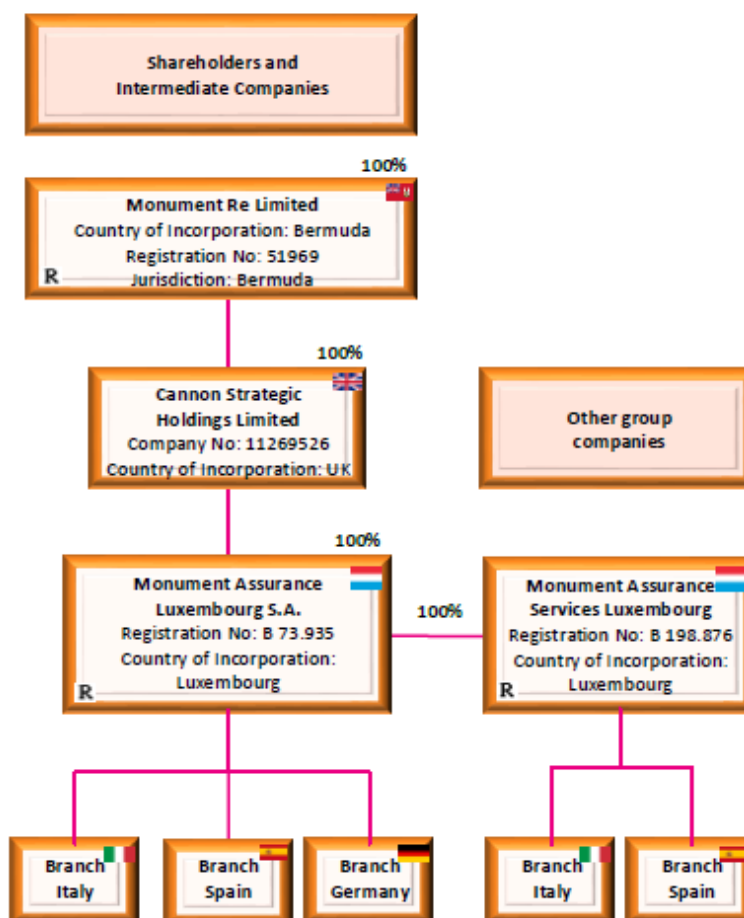 Shareholders and
Intermediate Companies
100%
Monument Re Limited
Country of Incorporation: Bermuda
Registration No: 51969
Jurisdiction: Bermuda
R
100%
Cannon Strategic
Holdings Limited
Company No: 11269526
Country of Incorporation: UK
Other group
companies
100%
Monument Assurance
Luxembourg S.A.
Registration No: B 73.935
Country of Incorporation:
Luxembourg
R
100%
Monument Assurance
Services Luxembourg
Registration No: B 198.876
Country of Incorporation:
Luxembourg
R
Branch
Italy
Branch
Spain
Branch
Germany
Branch
Italy
Branch
Spain